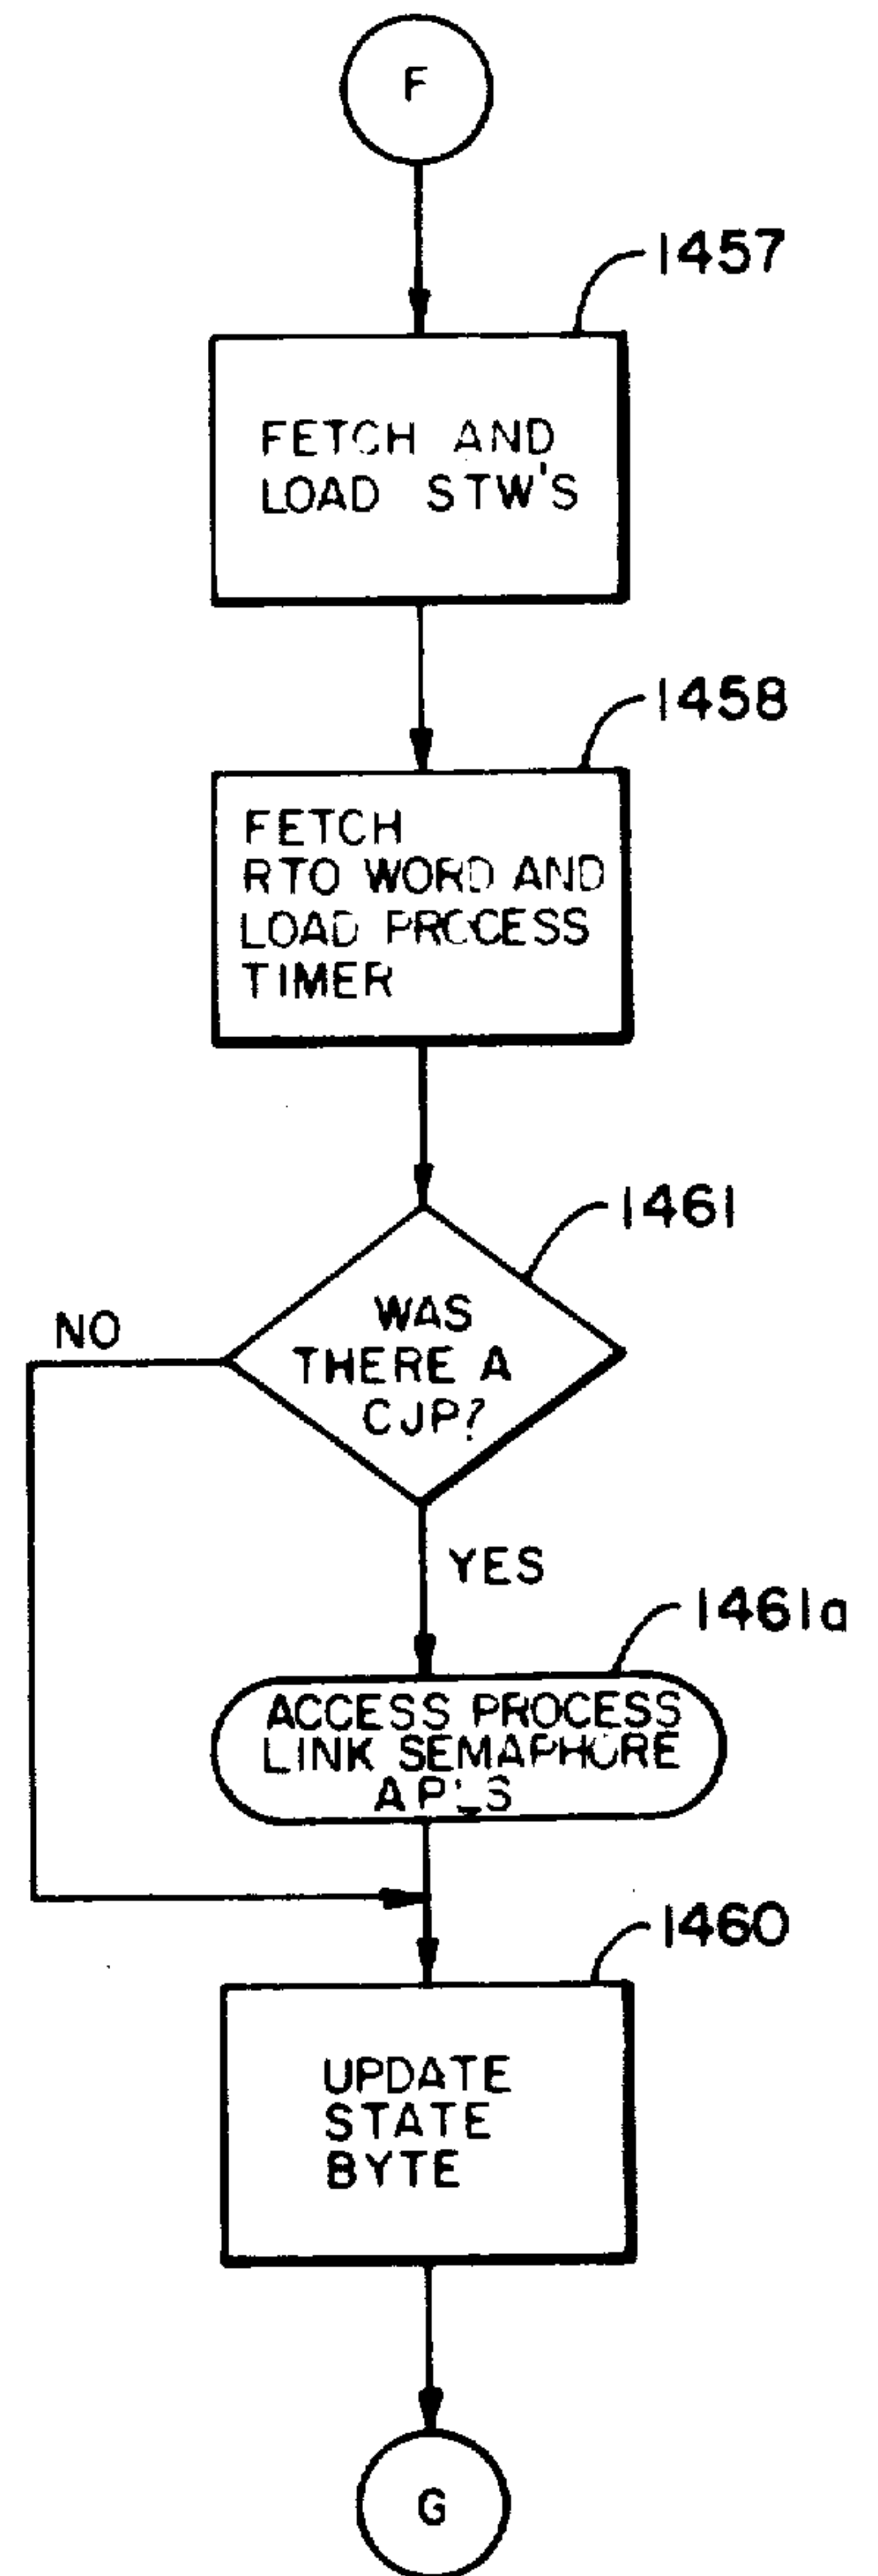 F
1457
FETCH AND
LOAD STW'S
1458
FETCH
RTO WORD AND
LOAD PROCESS
TIMER
1461
NO
WAS
THERE A
CJP?
YES
1461a
ACCESS PROCESS
LINK SEMAPHORE
1460
UPDATE
STATE
BYTE
G